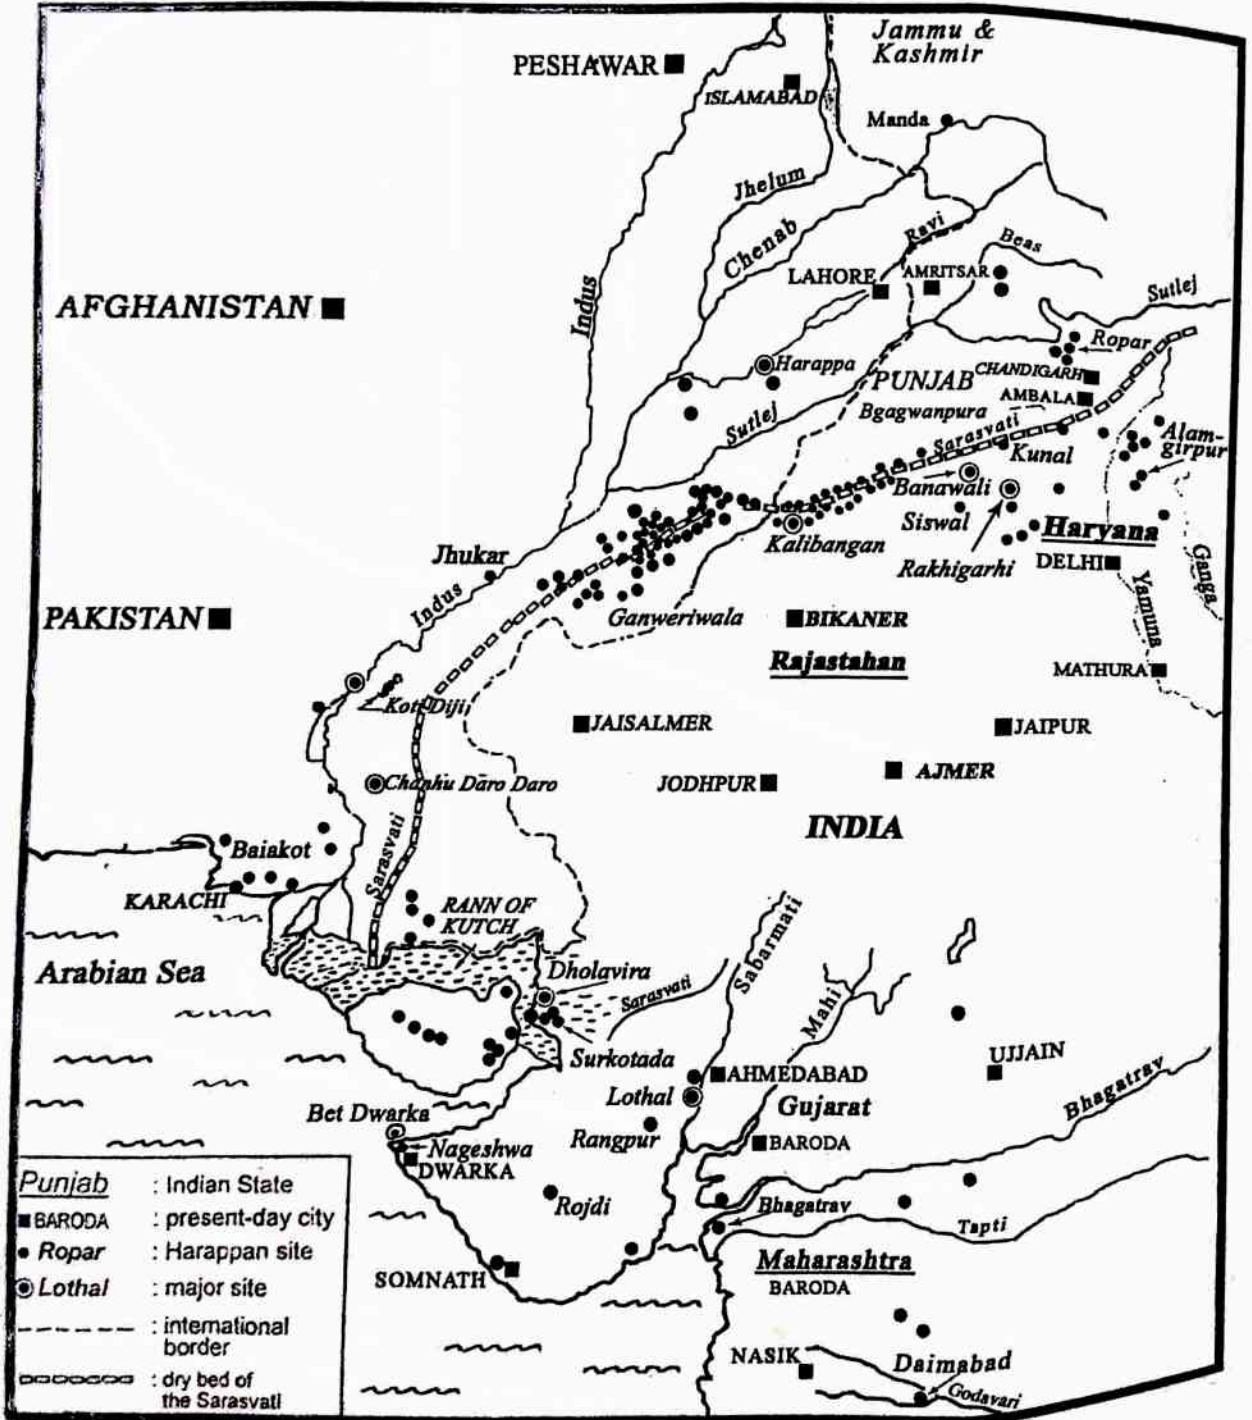 Jammu &
Kashmir
PESHAWAR
ISLAMABAD
Manda
Jhelum
Chenab
Ravi
Beas
LAHORE
AMRITSAR
Sutlej
Indus
AFGHANISTAN
Ropar
Harappa
PUNJAB
CHANDIGARH
AMBALA
Bgagwanpura
Sutlej
Sarasvati
Alam-
girpur
Kunal
Banawali
Siswal
Haryana
Kalibangan
Rakhigarhi
DELHI
Jhukar
Indus
Ganga
Yamuna
PAKISTAN
Ganweriwala
BIKANER
Rajastahan
MATHURA
Kott Diji
JAISALMER
JAIPUR
Chanhu Daro Daro
JODHPUR
AJMER
INDIA
Baiakot
Sarasvati
KARACHI
RANN OF
KUTCH
Arabian Sea
Dholavira
Sarasvati
Sabarmati
Mahi
Surkotada
UJJAIN
AHMEDABAD
Lothal
Gujarat
Bhagatrav
Bet Dwarka
Rangpur
BARODA
Nageshwa
DWARKA
Rojdi
Bhagatrav
Tapti
SOMNATH
Maharashtra
BARODA
NASIK
Daimabad
Godavari
Punjab : Indian State
BARODA : present-day city
Ropar : Harappan site
Lothal : major site
: international
border
: dry bed of
the Sarasvati